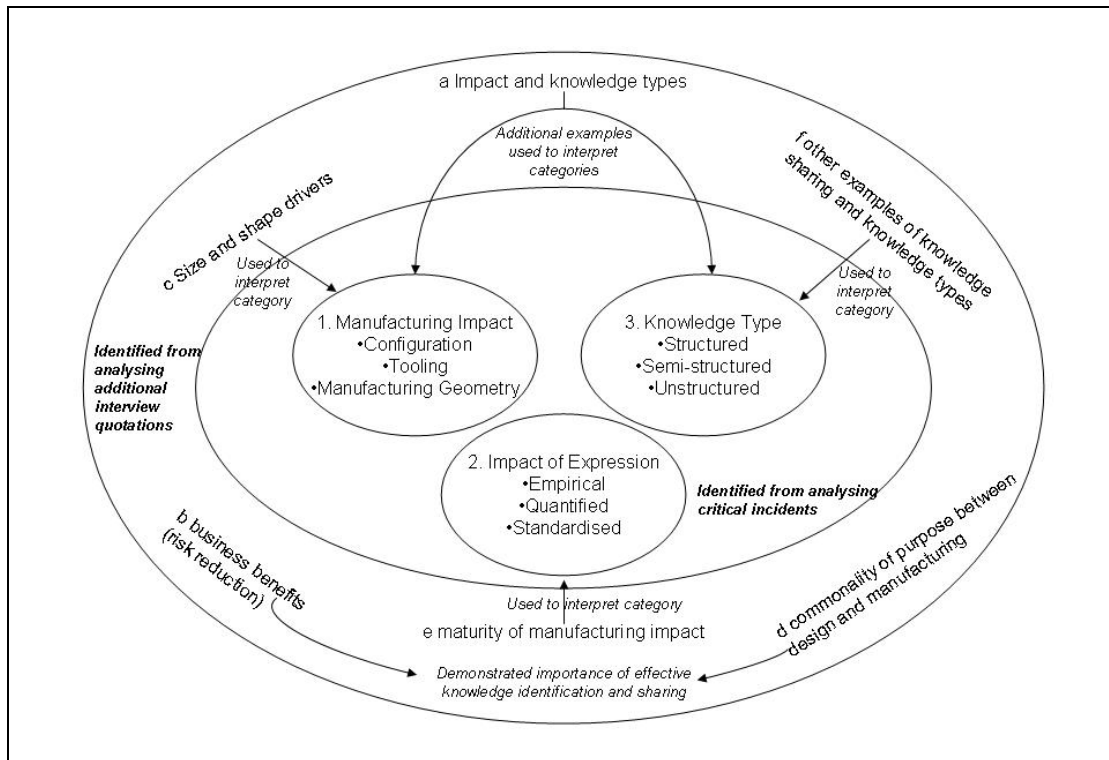 a Impact and knowledge types
Additional examples
used to interpret
categories
f other examples of knowledge
sharing and knowledge types
c Size and shape drivers
Used to
interpret
category
Used to
interpret
category
1. Manufacturing Impact
•Configuration
•Tooling
•Manufacturing Geometry
3. Knowledge Type
•Structured
•Semi-structured
•Unstructured
Identified from
analysing
additional
interview
quotations
2. Impact of Expression
•Empirical
•Quantified
•Standardised
Identified from analysing
critical incidents
b business benefits
(risk reduction)
d commonality of purpose between
design and manufacturing
Used to interpret category
e maturity of manufacturing impact
Demonstrated importance of effective
knowledge identification and sharing